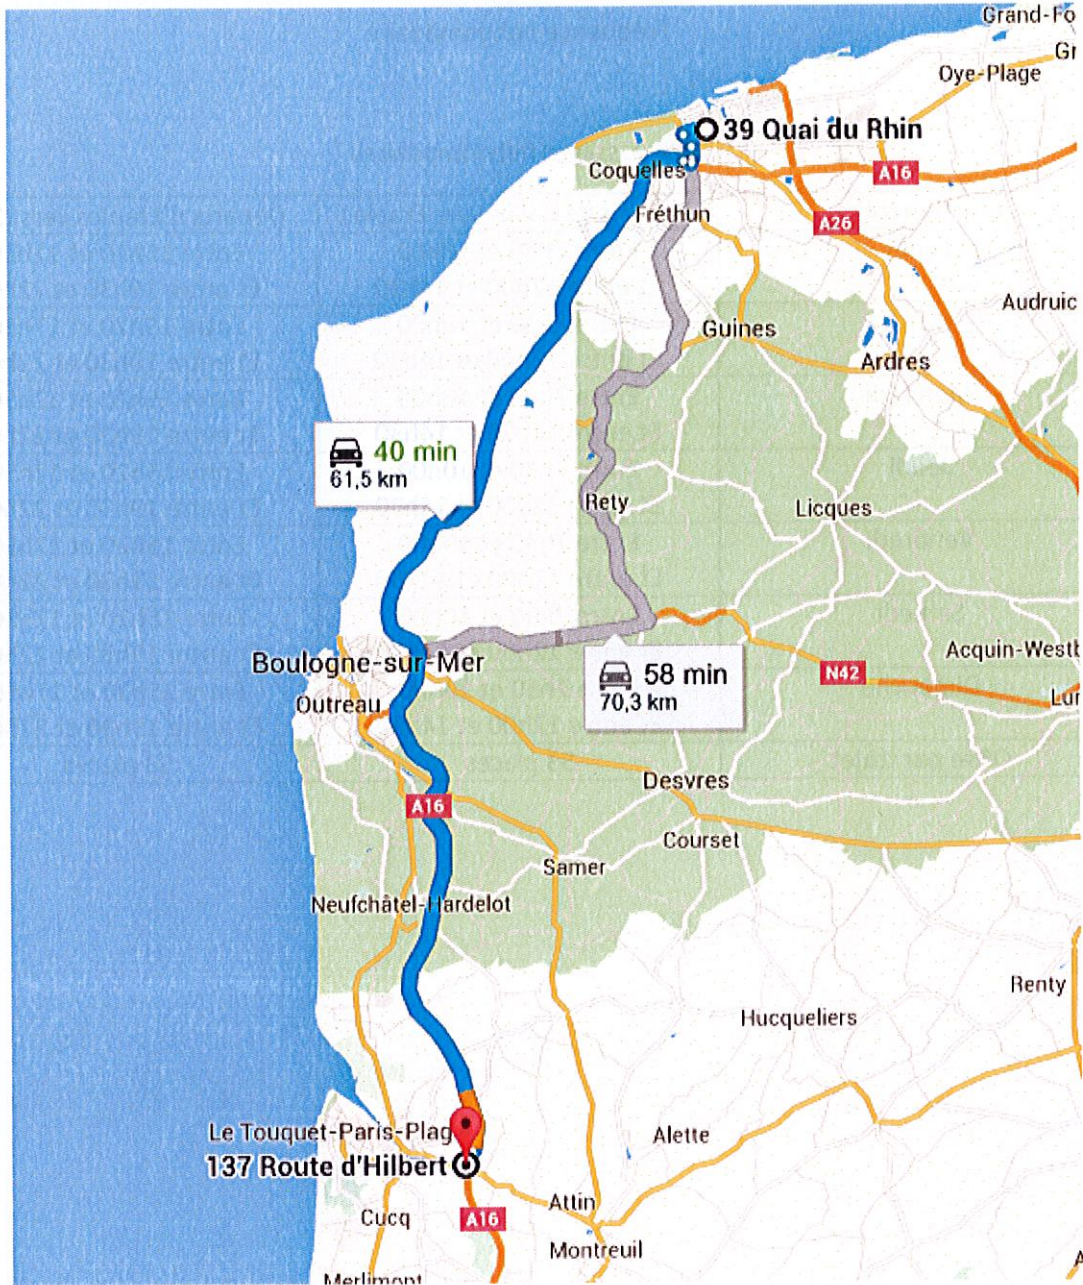 Grand-Fo
Gr
Oye-Plage
39 Quai du Rhin
Coquelles
A16
Fréthun
A26
Audruic
Guines
Ardres
40 min
61,5 km
Rety
Licques
Boulogne-sur-Mer
58 min
70,3 km
N42
Acquin-Westb
Lur
Outreau
Desvres
A16
Courset
Samer
Neufchâtel-Hardelot
Renty
Hucqueliers
Le Touquet-Paris-Plag
Alette
137 Route d'Hilbert
Attin
Cucq
A16
Montreuil
Merlimont
A